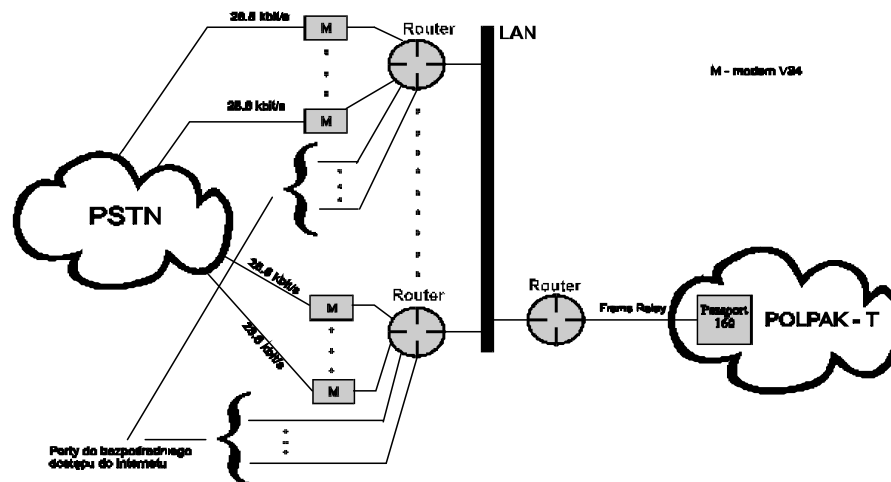 28.8 kbit/s
M
Router
LAN
M - modem V34
28.8 kbit/s
M
PSTN
28.8 kbit/s
Router
Router
M
Frame Relay
Passport
160
POLPAK - T
28.8 kbit/s
M
Porty do bezpośredniego
dostępu do Internetu